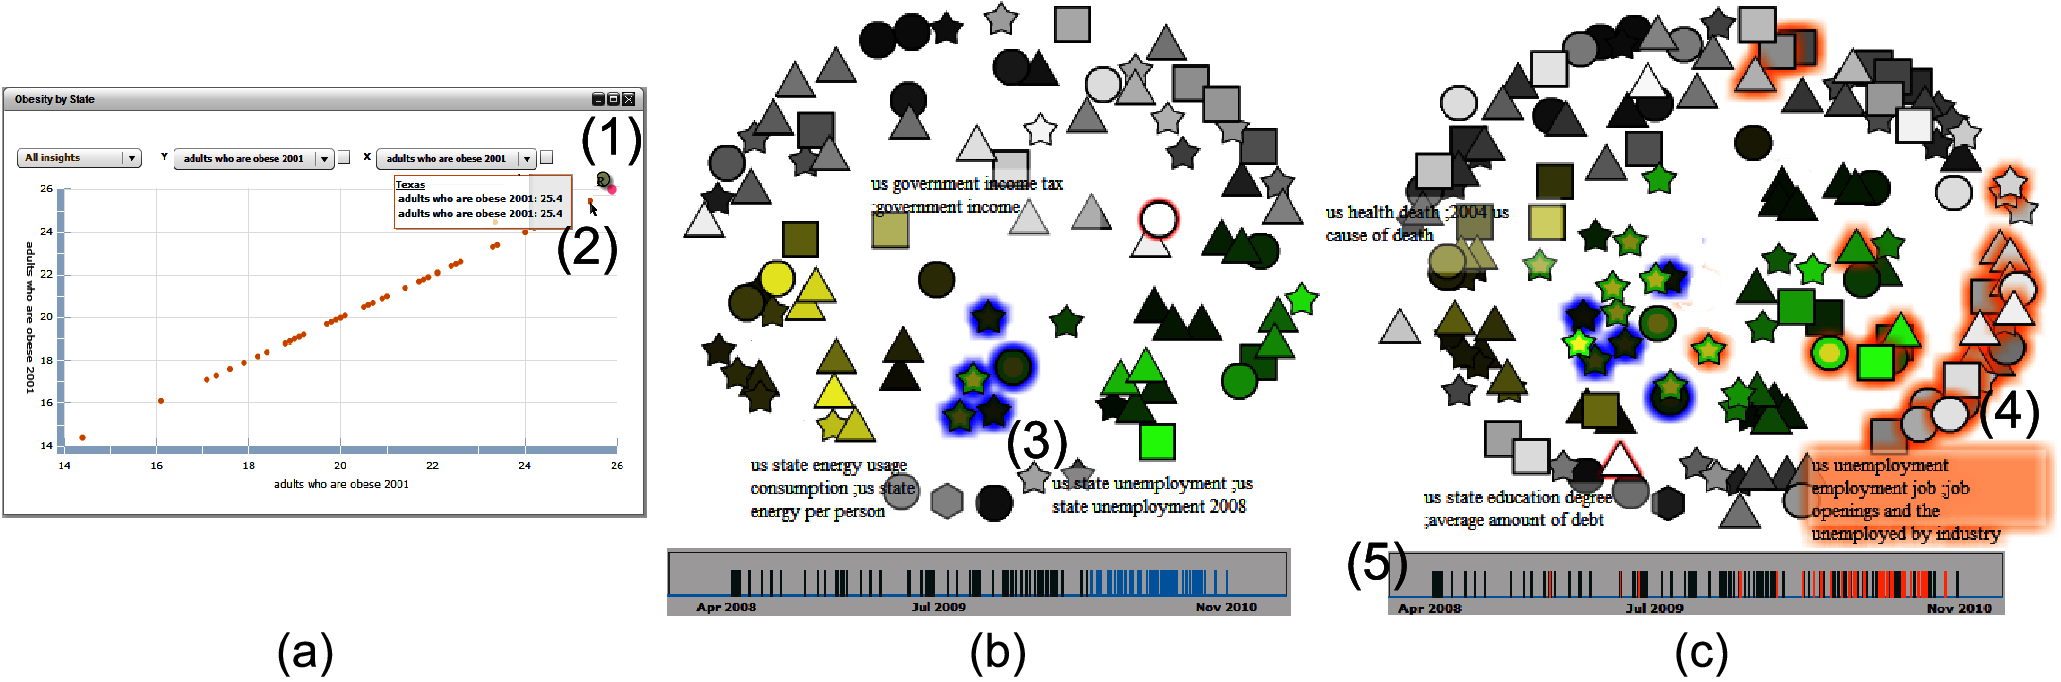 Obesity by State
(1)
All insights
Y
adults who are obese 2001
X
adults who are obese 2001
Texas
adults who are obese 2001: 25.4
adults who are obese 2001: 25.4
(2)
26
24
22
20
18
16
14
adults who are obese 2001
14
16
18
20
22
24
26
adults who are obese 2001
(a)
us government income tax
;government income
(3)
us state energy usage
consumption ;us state
energy per person
us state unemployment ;us
state unemployment 2008
Apr 2008
Jul 2009
Nov 2010
(b)
us health death ;2004 us
cause of death
(4)
us state education degree
;average amount of debt
us unemployment
employment job ;job
openings and the
unemployed by industry
(5)
Apr 2008
Jul 2009
Nov 2010
(c)